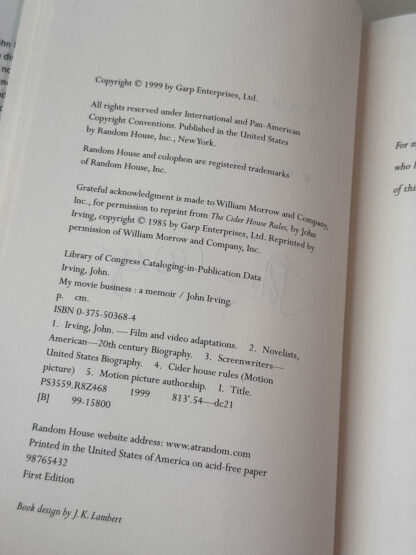 Copyright © 1999 by Garp Enterprises, Ltd.
All rights reserved under International and Pan-American
Copyright Conventions. Published in the United States
by Random House, Inc., New York.
Random House and colophon are registered trademarks
of Random House, Inc.
Grateful acknowledgment is made to William Morrow and Company,
Inc., for permission to reprint from The Cider House Rules, by John
Irving, copyright © 1985 by Garp Enterprises, Ltd. Reprinted by
permission of William Morrow and Company, Inc.
Library of Congress Cataloging-in-Publication Data
Irving, John.
My movie business : a memoir / John Irving.
p. cm.
ISBN 0-375-50368-4
1. Irving, John. — Film and video adaptations. 2. Novelists,
American—20th century Biography. 3. Screenwriters—
United States Biography. 4. Cider house rules (Motion
picture) 5. Motion picture authorship. I. Title.
PS3559.R8Z468 1999 813'.54—dc21
[B] 99-15800
Random House website address: www.atrandom.com
Printed in the United States of America on acid-free paper
98765432
First Edition
Book design by J. K. Lambert
For m
who h
of thi